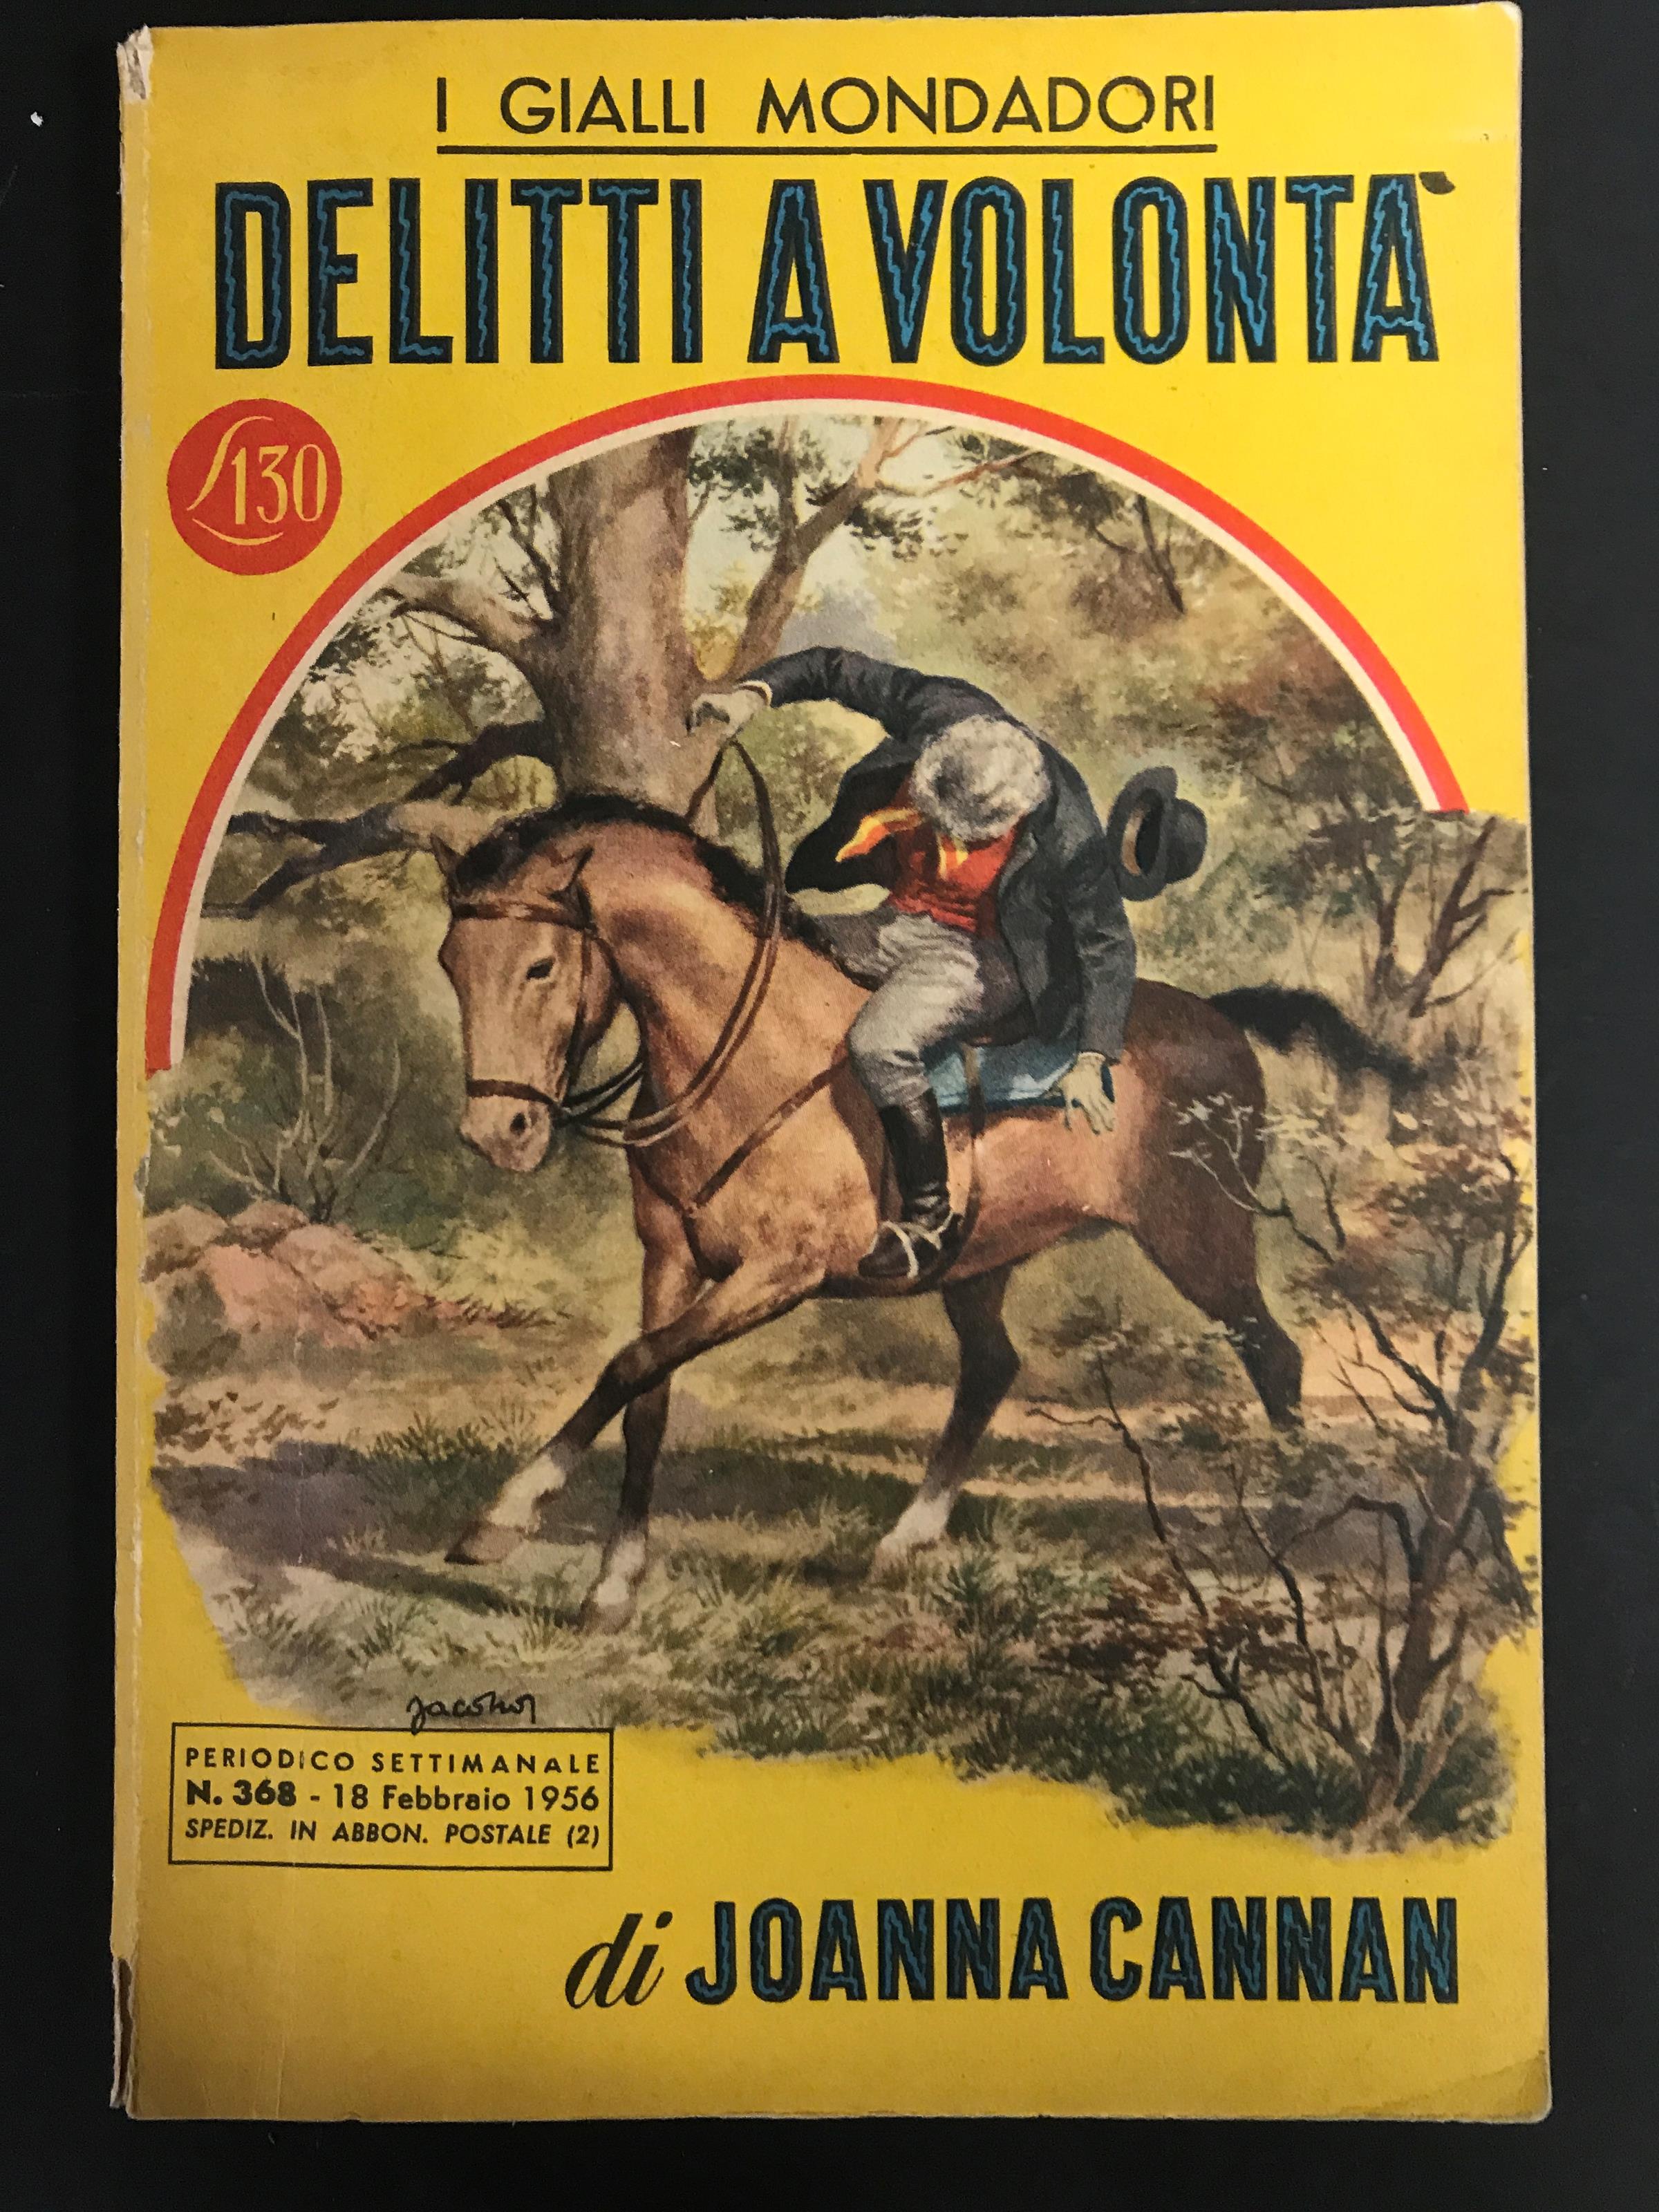 I GIALLI MONDADORI
DELITTI A VOLONTA'
L130
Jacono
PERIODICO SETTIMANALE
N. 368 - 18 Febbraio 1956
SPEDIZ. IN ABBON. POSTALE (2)
di JOANNA CANNAN